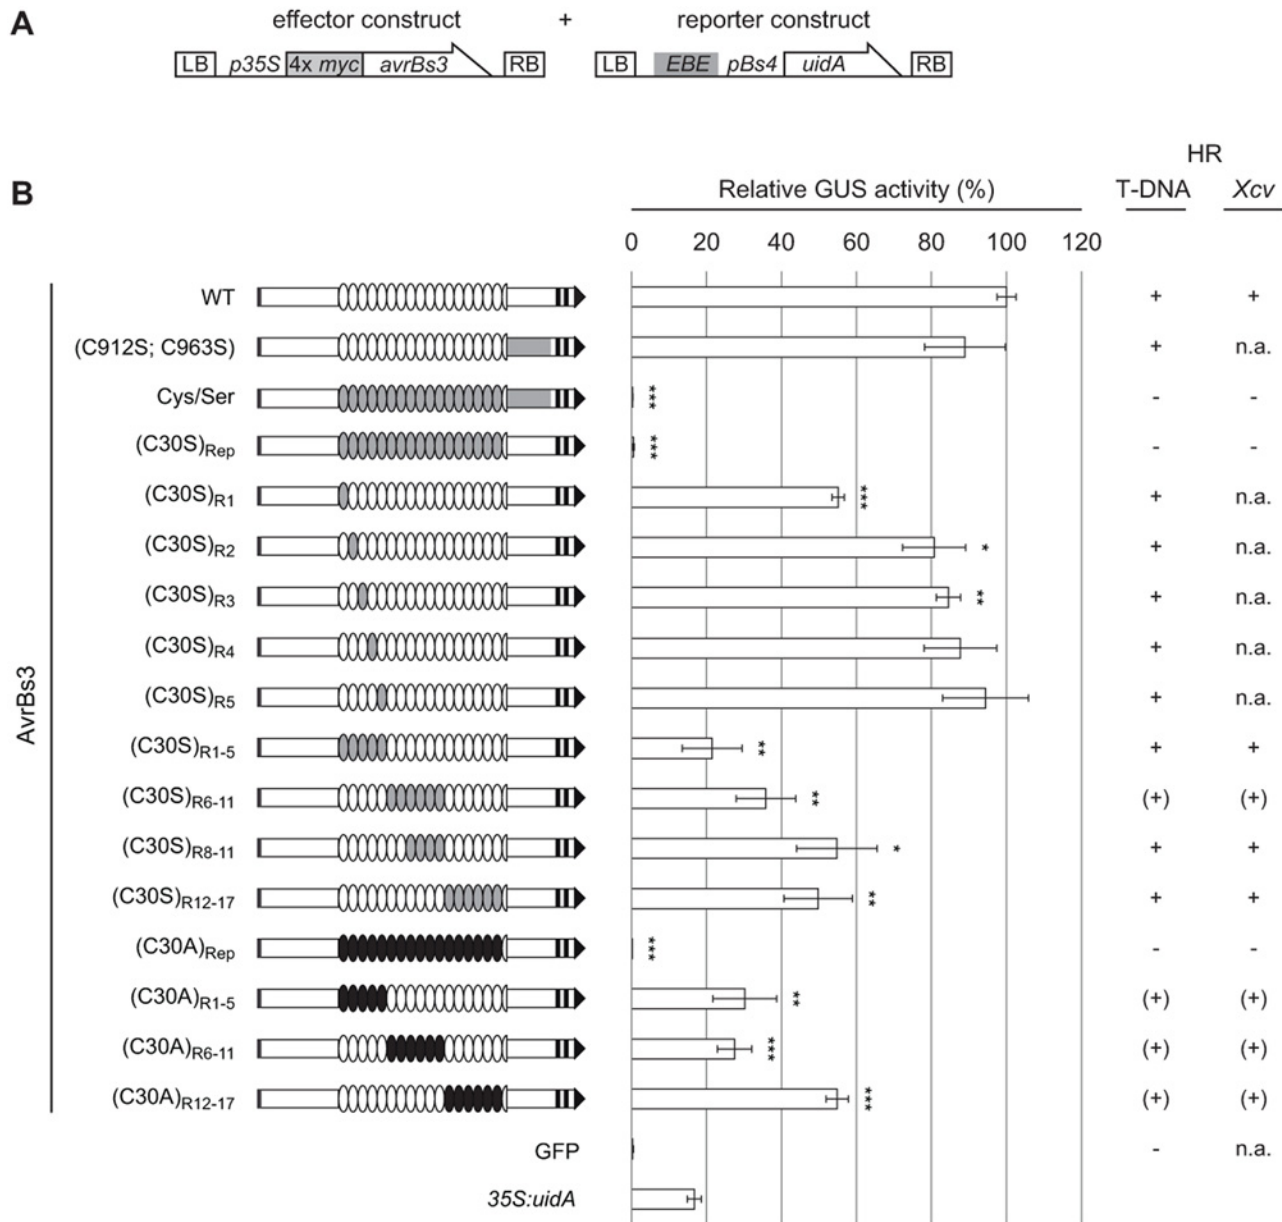 A
effector construct + reporter construct
LB p35S 4x myc avrBs3 RB LB EBE pBs4 uidA RB
HR
B Relative GUS activity (%) T-DNA Xcv
0 20 40 60 80 100 120
AvrBs3
WT + +
(C912S; C963S) + n.a.
Cys/Ser *** - -
(C30S)Rep *** - -
(C30S)R1 *** + n.a.
(C30S)R2 * + n.a.
(C30S)R3 ** + n.a.
(C30S)R4 + n.a.
(C30S)R5 + n.a.
(C30S)R1-5 ** + +
(C30S)R6-11 ** (+) (+)
(C30S)R8-11 * + +
(C30S)R12-17 ** + +
(C30A)Rep *** - -
(C30A)R1-5 ** (+) (+)
(C30A)R6-11 *** (+) (+)
(C30A)R12-17 *** (+) (+)
GFP - n.a.
35S:uidA